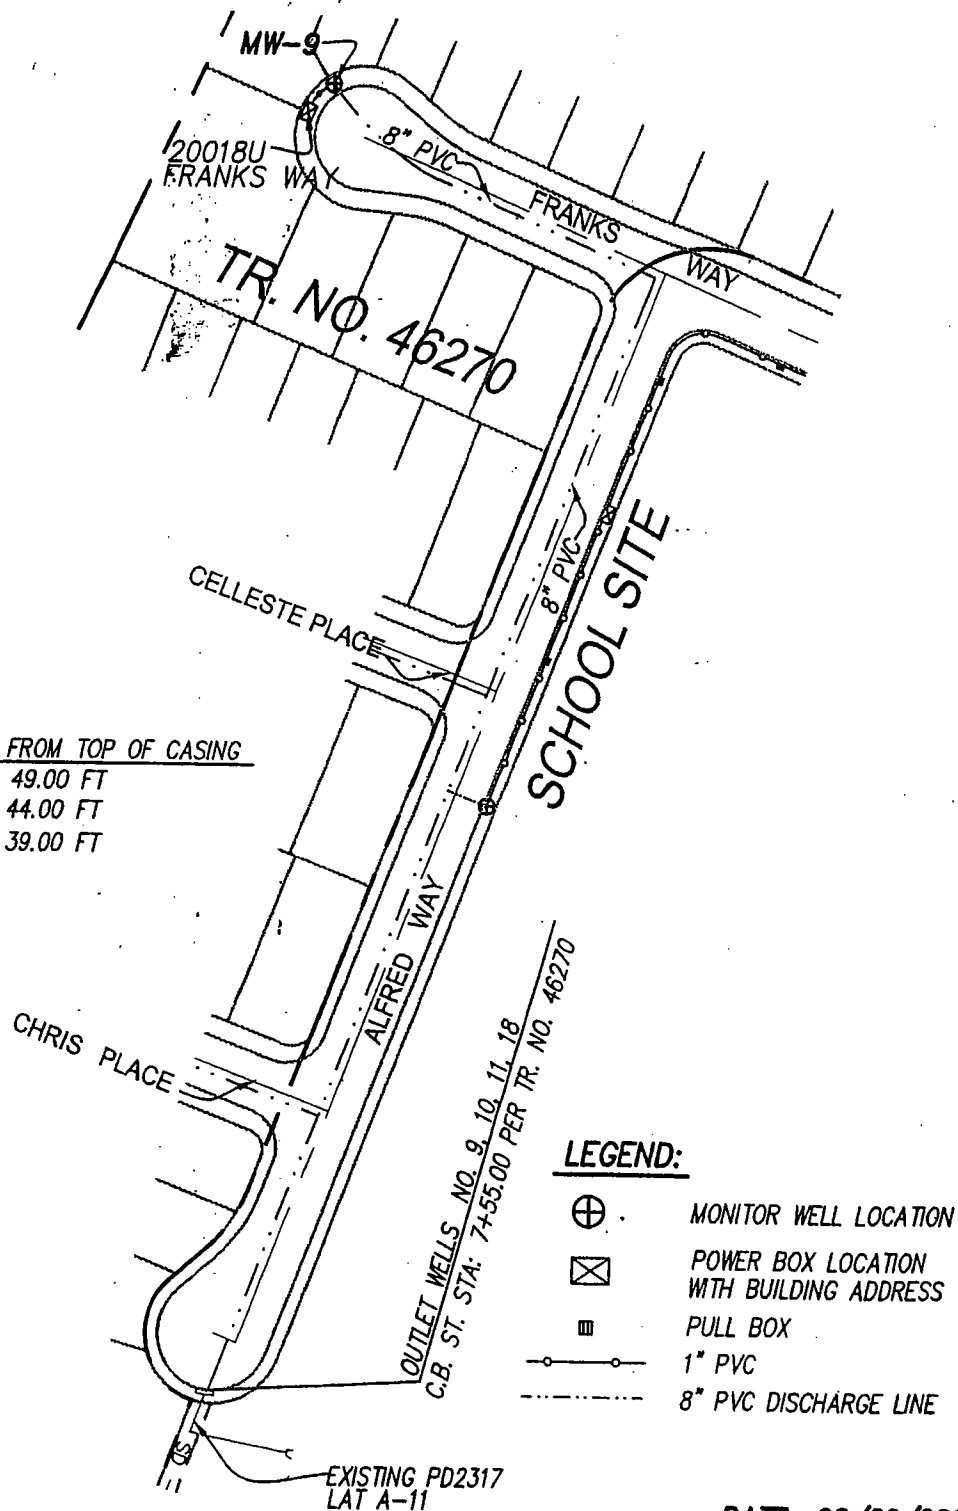 MW-9
20018U
FRANKS WAY
8" PVC
FRANKS WAY
TR. NO. 46270
8" PVC
SCHOOL SITE
CELLESTE PLACE
FROM TOP OF CASING
49.00 FT
44.00 FT
39.00 FT
ALFRED WAY
CHRIS PLACE
OUTLET WELLS NO. 9, 10, 11, 18
C.B. ST. STA: 7+55.00 PER TR. NO. 46270
LEGEND:
MONITOR WELL LOCATION
POWER BOX LOCATION
WITH BUILDING ADDRESS
PULL BOX
1" PVC
8" PVC DISCHARGE LINE
SD
EXISTING PD2317
LAT A-11